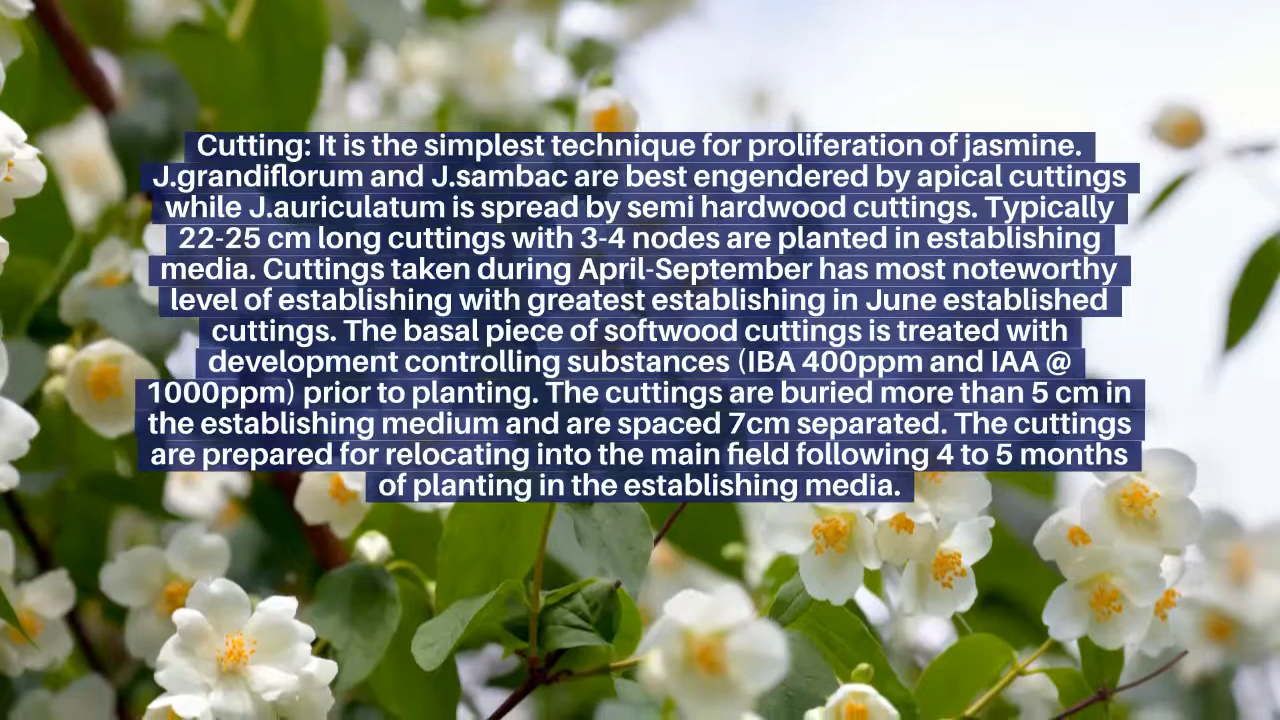 Cutting: It is the simplest technique for proliferation of jasmine.
J.grandiflorum and J.sambac are best engendered by apical cuttings
while J.auriculatum is spread by semi hardwood cuttings. Typically
22-25 cm long cuttings with 3-4 nodes are planted in establishing
media. Cuttings taken during April-September has most noteworthy
level of establishing with greatest establishing in June established
cuttings. The basal piece of softwood cuttings is treated with
development controlling substances (IBA 400ppm and IAA @
1000ppm) prior to planting. The cuttings are buried more than 5 cm in
the establishing medium and are spaced 7cm separated. The cuttings
are prepared for relocating into the main field following 4 to 5 months
of planting in the establishing media.